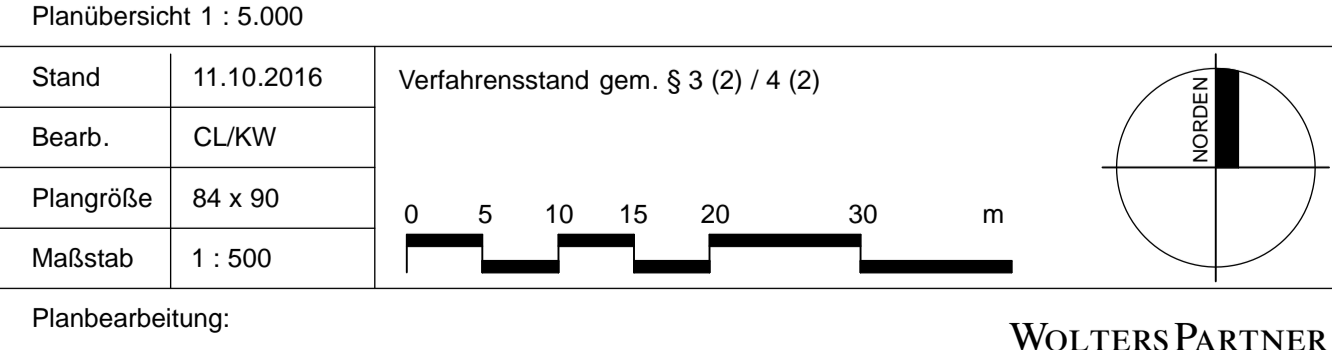 Planübersicht 1 : 5.000
Stand 11.10.2016
Verfahrensstand gem. § 3 (2) / 4 (2)
NORDEN
Bearb. CL/KW
Plangröße 84 x 90
0 5 10 15 20 30 m
Maßstab 1 : 500
Planbearbeitung:
WOLTERS PARTNER